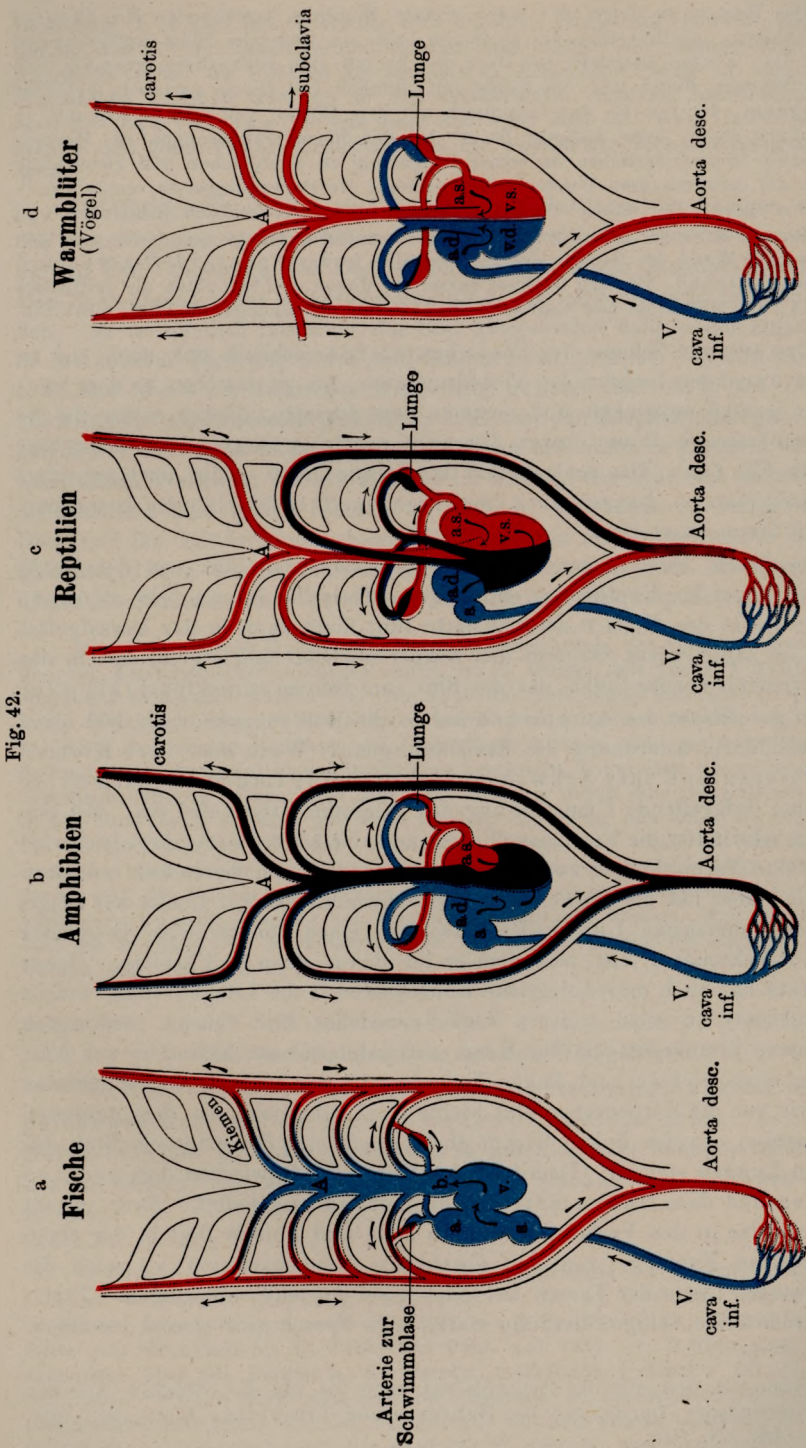 Fig. 42.
a
Fische
Kiemen
A
b.
a.
v.
s.
Arterie zur
Schwimmblase
V.
cava
inf.
Aorta desc.
b
Amphibien
carotis
A
Lunge
a.d.
a.s.
s.
V.
cava
inf.
Aorta desc.
c
Reptilien
A
Lungo
a.d.
a.s.
s.
v.s.
V.
cava
inf.
Aorta desc.
d
Warmblüter
(Vögel)
carotis
subclavia
A
Lunge
a.d.
a.s.
v.d.
v.s.
V.
cava
inf.
Aorta desc.